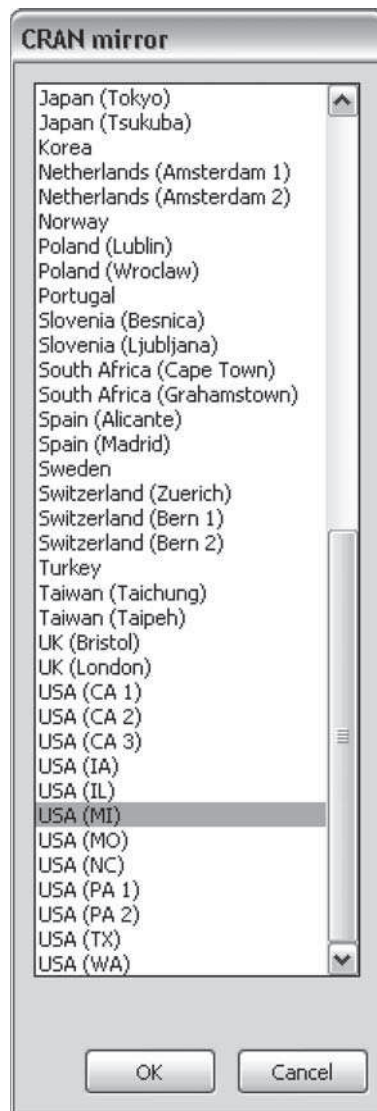 CRAN mirror
Japan (Tokyo)
Japan (Tsukuba)
Korea
Netherlands (Amsterdam 1)
Netherlands (Amsterdam 2)
Norway
Poland (Lublin)
Poland (Wroclaw)
Portugal
Slovenia (Besnica)
Slovenia (Ljubljana)
South Africa (Cape Town)
South Africa (Grahamstown)
Spain (Alicante)
Spain (Madrid)
Sweden
Switzerland (Zuerich)
Switzerland (Bern 1)
Switzerland (Bern 2)
Turkey
Taiwan (Taichung)
Taiwan (Taipeh)
UK (Bristol)
UK (London)
USA (CA 1)
USA (CA 2)
USA (CA 3)
USA (IA)
USA (IL)
USA (MI)
USA (MO)
USA (NC)
USA (PA 1)
USA (PA 2)
USA (TX)
USA (WA)
OK Cancel